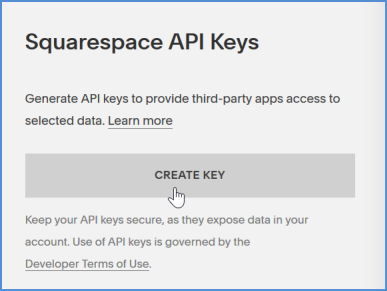 Squarespace API Keys
Generate API keys to provide third-party apps access to
selected data. Learn more
CREATE KEY
Keep your API keys secure, as they expose data in your
account. Use of API keys is governed by the
Developer Terms of Use.